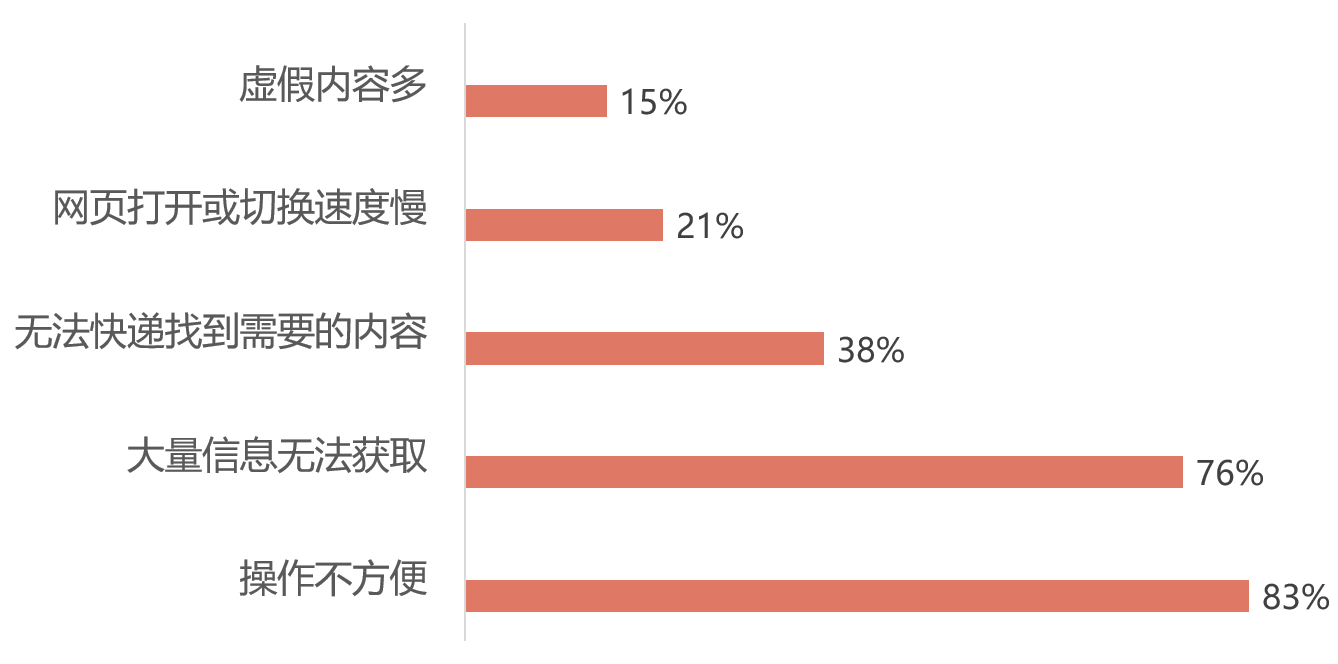 虚假内容多
15%
网页打开或切换速度慢
21%
无法快递找到需要的内容
38%
大量信息无法获取
76%
操作不方便
83%